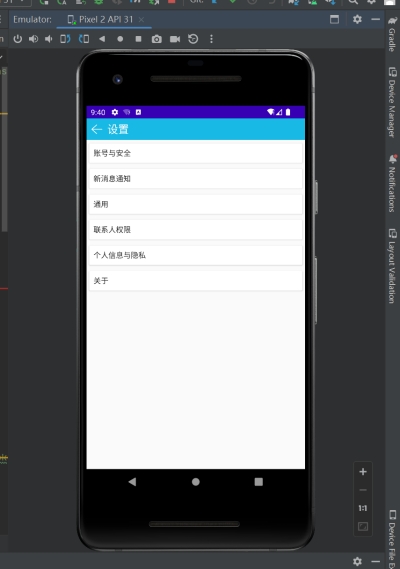 Emulator:
Pixel 2 API 31
9:40
设置
账号与安全
新消息通知
通用
联系人权限
个人信息与隐私
关于
1:1
Gradle
Device Manager
Notifications
Layout Validation
Device File